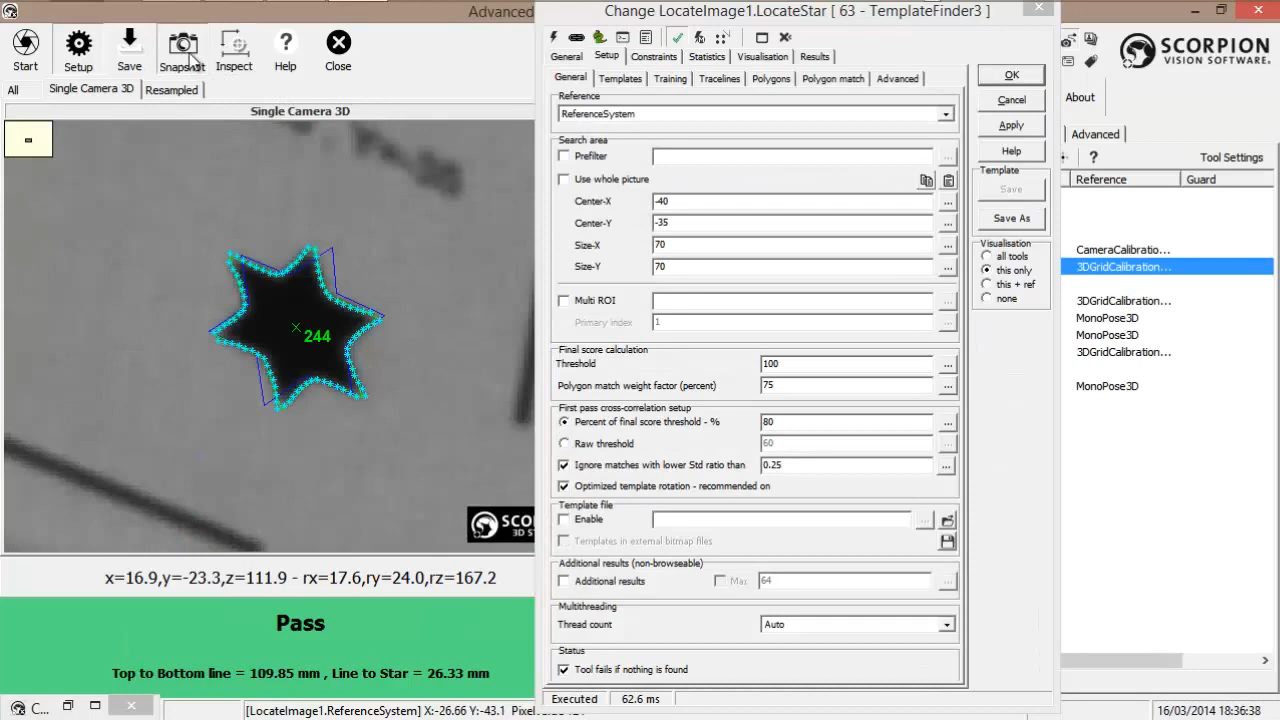 Advanced
Change LocateImage1.LocateStar [ 63 - TemplateFinder3 ]
Start
Setup
Save
Snapshot
Inspect
Help
Close
All
Single Camera 3D
Resampled
Single Camera 3D
244
x=16.9,y=-23.3,z=111.9 - rx=17.6,ry=24.0,rz=167.2
Pass
Top to Bottom line = 109.85 mm , Line to Star = 26.33 mm
C...
[LocateImage1.ReferenceSystem] X:-26.66 Y:-43.1
General
Setup
Constraints
Statistics
Visualisation
Results
General
Templates
Training
Tracelines
Polygons
Polygon match
Advanced
Reference
ReferenceSystem
Search area
Prefilter
Use whole picture
Center-X
-40
Center-Y
-35
Size-X
70
Size-Y
70
Multi ROI
Primary index
1
Final score calculation
Threshold
100
Polygon match weight factor (percent)
75
First pass cross-correlation setup
Percent of final score threshold - %
80
Raw threshold
60
Ignore matches with lower Std ratio than
0.25
Optimized template rotation - recommended on
Template file
Enable
Templates in external bitmap files
Additional results (non-browseable)
Additional results
Max
64
Multithreading
Thread count
Auto
Status
Tool fails if nothing is found
Executed
62.6 ms
OK
Cancel
Apply
Help
Template
Save
Save As
Visualisation
all tools
this only
this + ref
none
SCORPION
VISION SOFTWARE®
About
Advanced
?
Tool Settings
Reference
Guard
CameraCalibratio...
3DGridCalibration...
3DGridCalibration...
MonoPose3D
MonoPose3D
3DGridCalibration...
MonoPose3D
16/03/2014 18:36:38